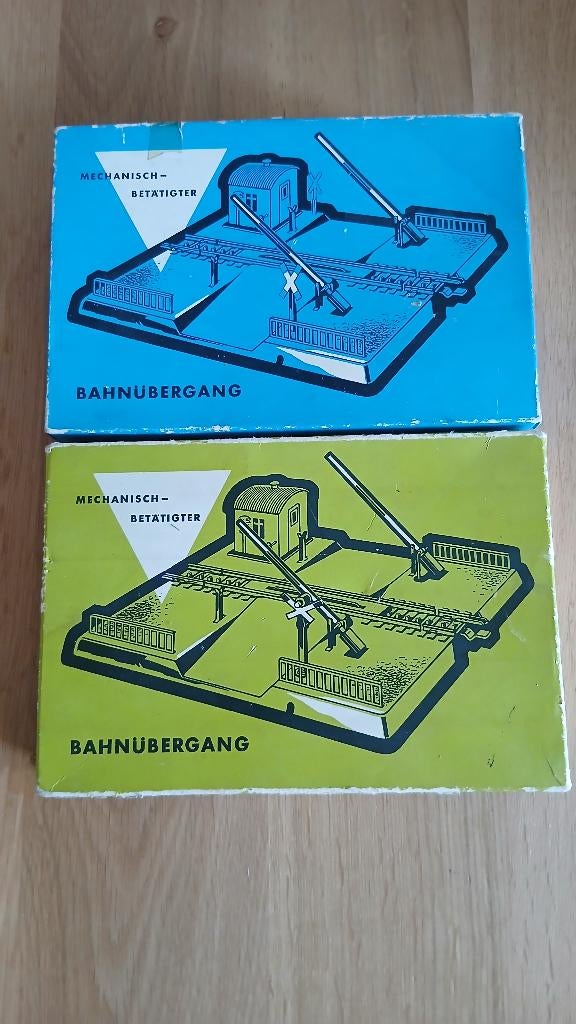 MECHANISCH–
BETÄTIGTER
BAHNÜBERGANG
MECHANISCH–
BETÄTIGTER
BAHNÜBERGANG